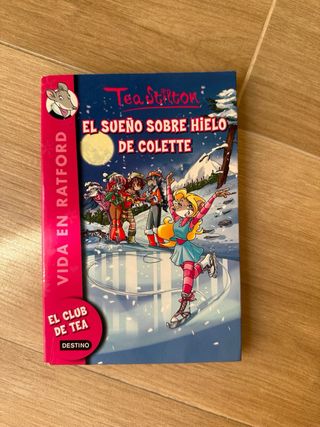 Tea Stilton
EL SUEÑO SOBRE HIELO
DE COLETTE
VIDA EN RATFORD
EL CLUB
DE TEA
DESTINO